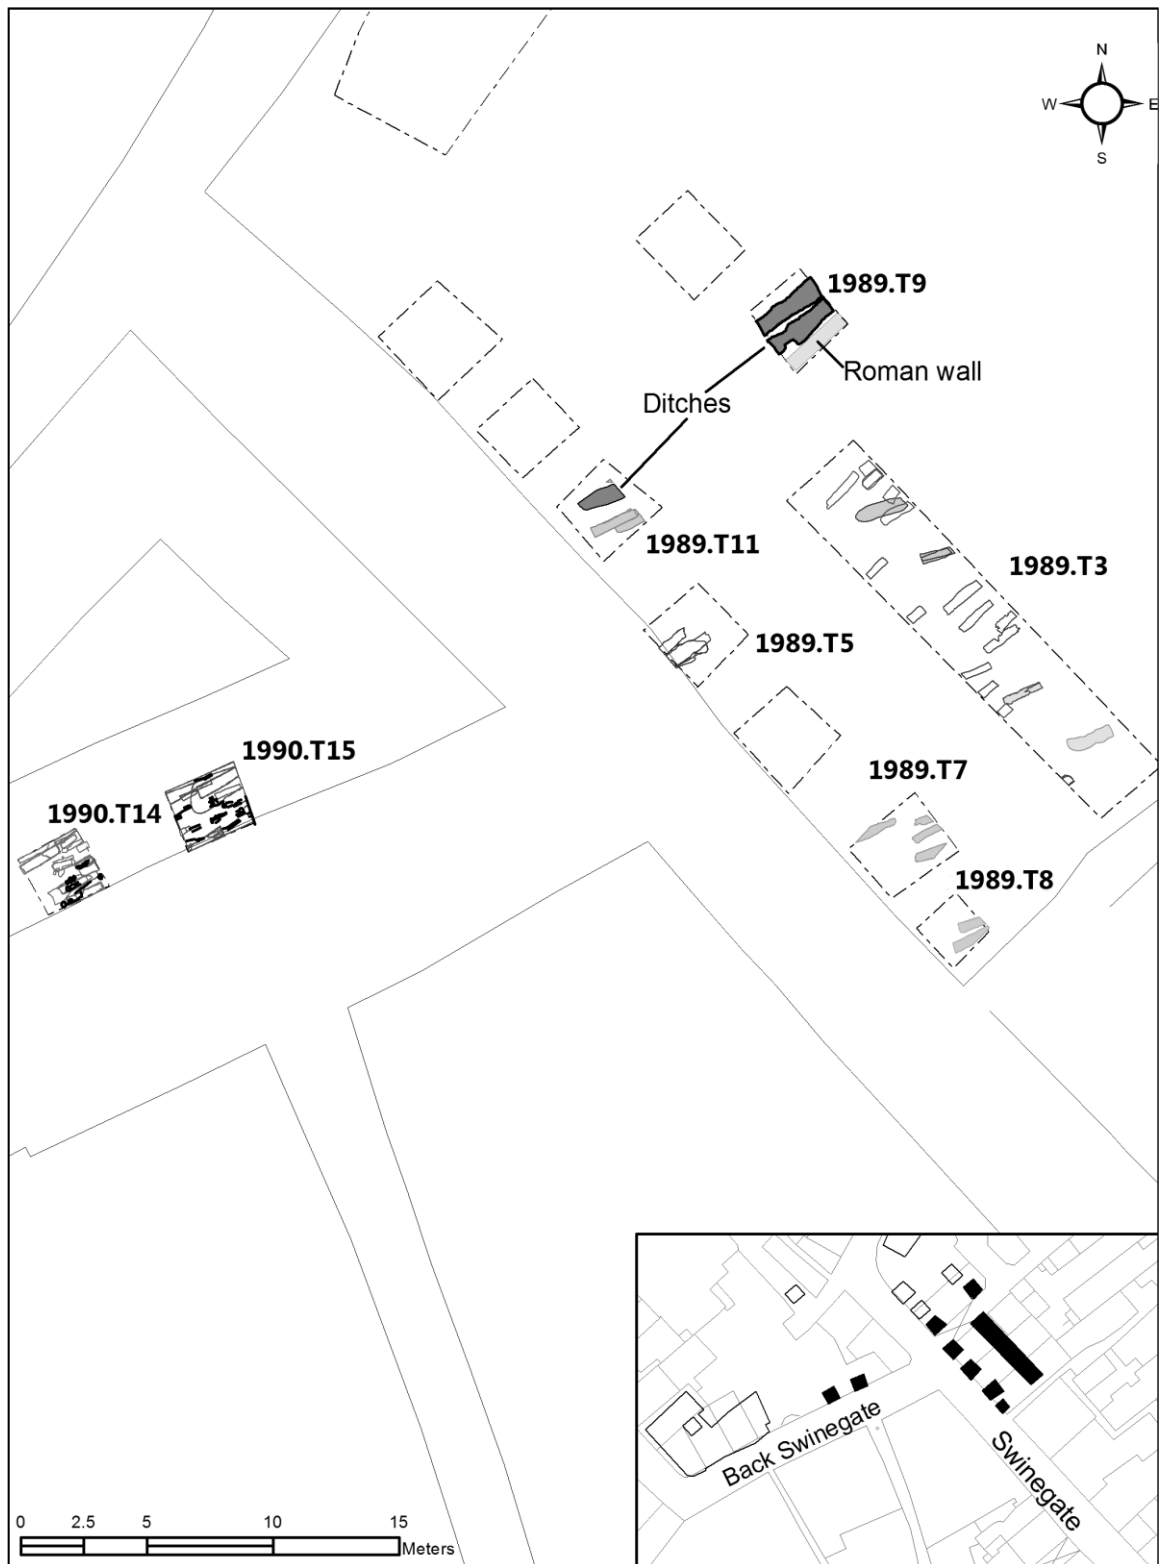 N
W E
S
1989.T9
Roman wall
Ditches
1989.T11
1989.T3
1989.T5
1990.T15
1989.T7
1990.T14
1989.T8
Back Swinegate
Swinegate
0 2.5 5 10 15
Meters